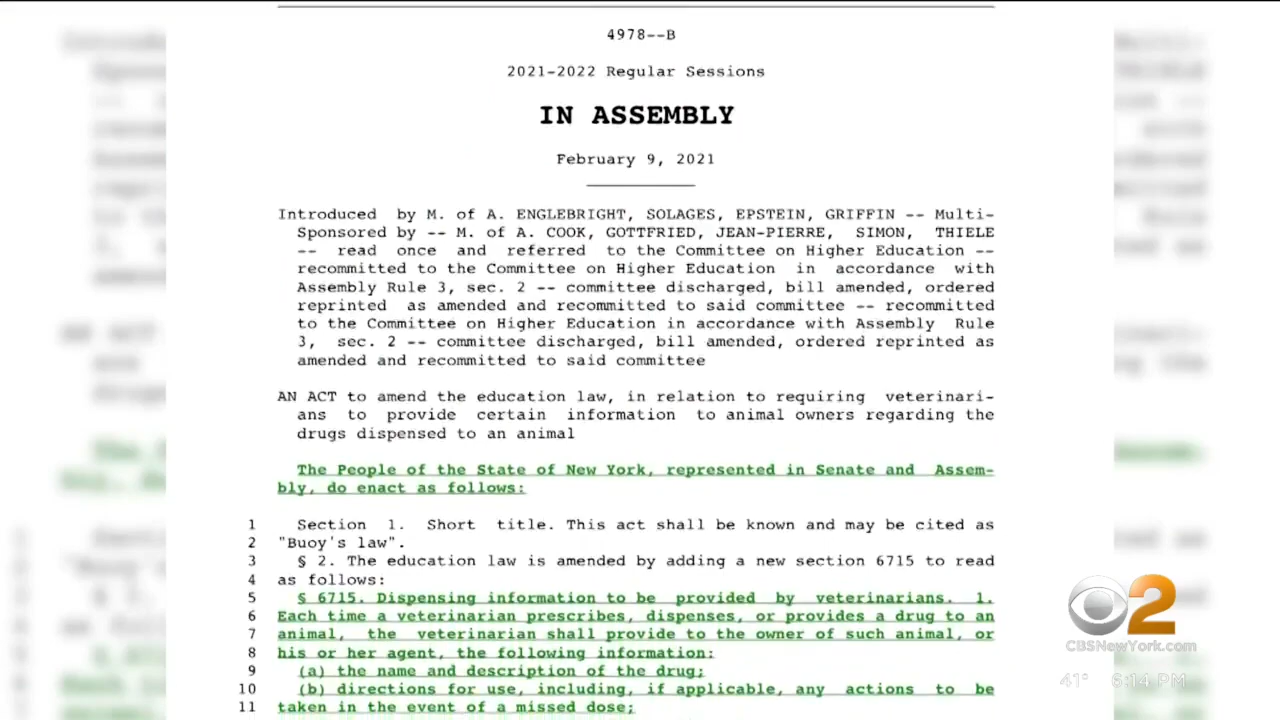 4978--B
2021-2022 Regular Sessions
IN ASSEMBLY
February 9, 2021
Introduced by M. of A. ENGLEBRIGHT, SOLAGES, EPSTEIN, GRIFFIN -- Multi-
Sponsored by -- M. of A. COOK, GOTTFRIED, JEAN-PIERRE, SIMON, THIELE
-- read once and referred to the Committee on Higher Education --
recommitted to the Committee on Higher Education in accordance with
Assembly Rule 3, sec. 2 -- committee discharged, bill amended, ordered
reprinted as amended and recommitted to said committee -- recommitted
to the Committee on Higher Education in accordance with Assembly Rule
3, sec. 2 -- committee discharged, bill amended, ordered reprinted as
amended and recommitted to said committee
AN ACT to amend the education law, in relation to requiring veterinari-
ans to provide certain information to animal owners regarding the
drugs dispensed to an animal
The People of the State of New York, represented in Senate and Assem-
bly, do enact as follows:
1 Section 1. Short title. This act shall be known and may be cited as
2 "Buoy's law".
3 § 2. The education law is amended by adding a new section 6715 to read
4 as follows:
5 § 6715. Dispensing information to be provided by veterinarians. 1.
6 Each time a veterinarian prescribes, dispenses, or provides a drug to an
7 animal, the veterinarian shall provide to the owner of such animal, or
8 his or her agent, the following information:
9 (a) the name and description of the drug;
10 (b) directions for use, including, if applicable, any actions to be
11 taken in the event of a missed dose;
2
CBSNewYork.com
41° 6:14 PM